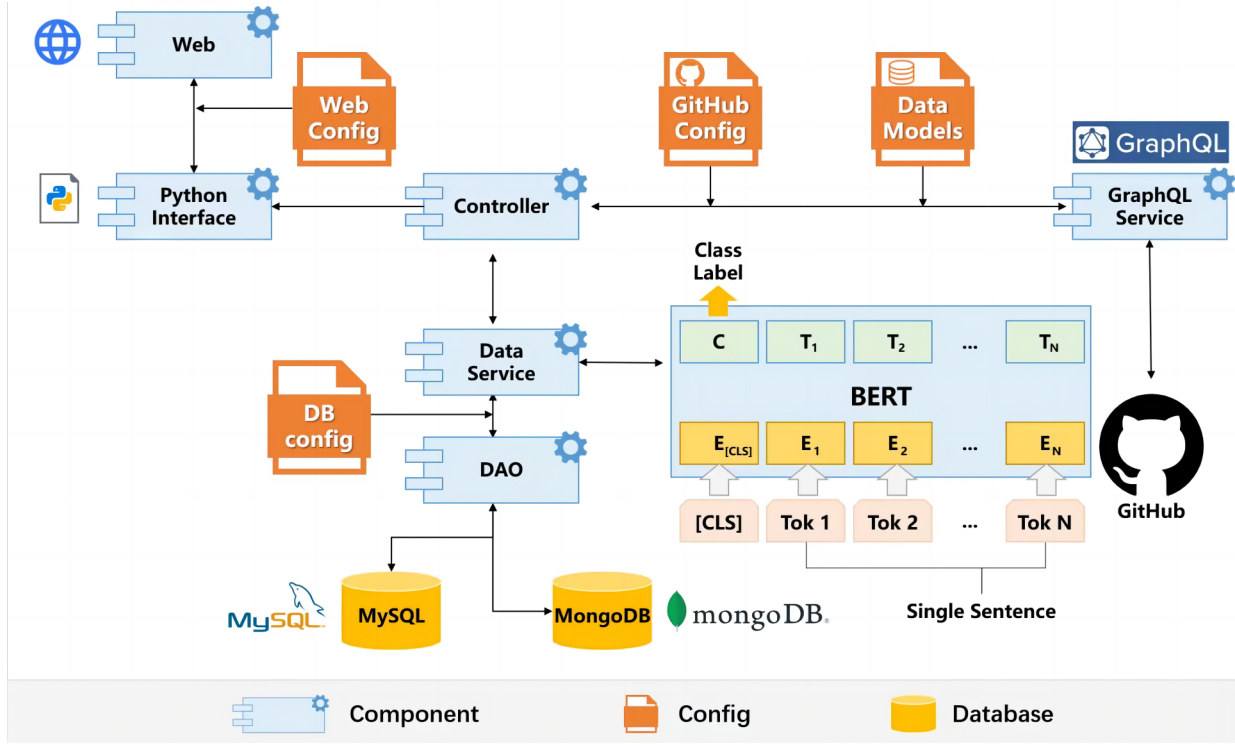 Web
Web
Config
GitHub
Config
Data
Models
GraphQL
Python
Interface
Controller
GraphQL
Service
Class
Label
Data
Service
C
T1
T2
...
TN
BERT
DB
config
E[CLS]
E1
E2
...
EN
DAO
[CLS]
Tok 1
Tok 2
...
Tok N
GitHub
Single Sentence
MySQL
MySQL
MongoDB
mongoDB
Component
Config
Database